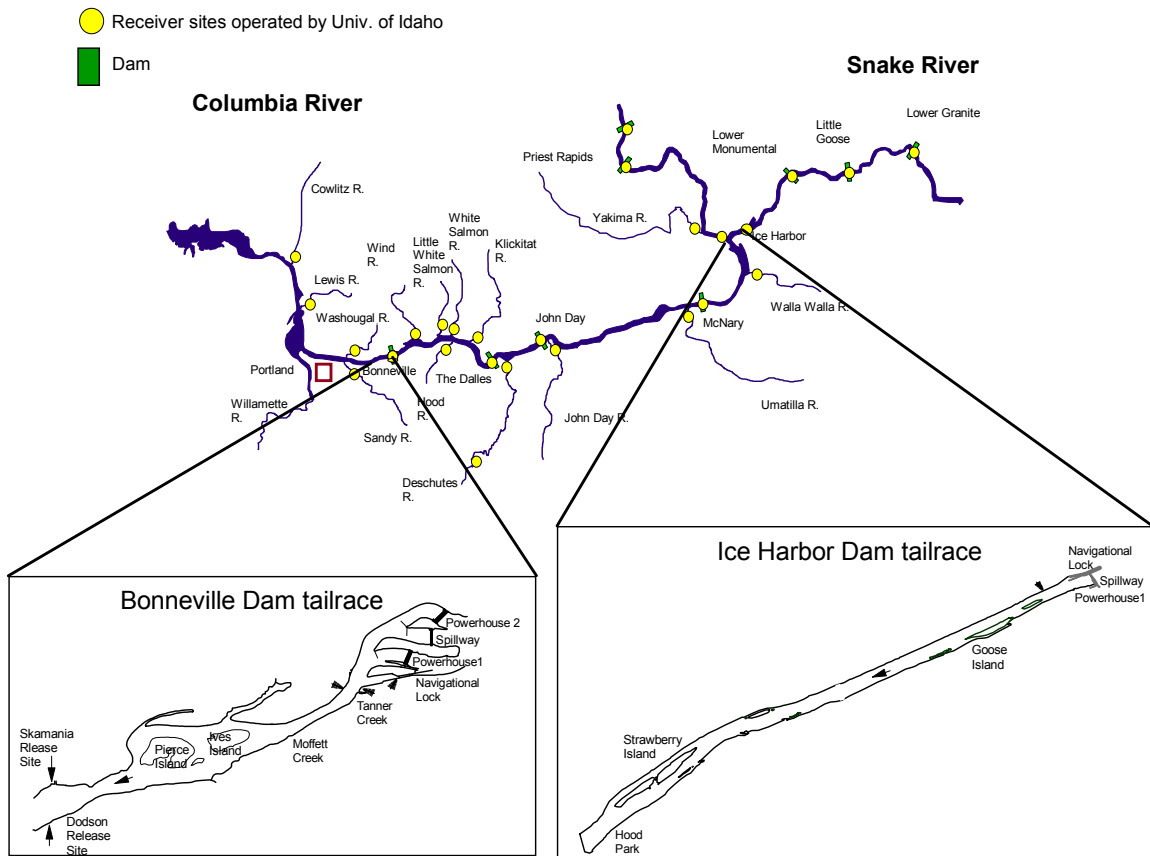 Receiver sites operated by Univ. of Idaho
Dam
Columbia River
Snake River
Cowlitz R.
Lewis R.
Washougal R.
Wind
R.
Little
White
Salmon
R.
White
Salmon
R.
Klickitat
R.
Priest Rapids
Yakima R.
Lower
Monumental
Little
Goose
Lower Granite
Ice Harbor
Walla Walla R.
McNary
John Day
Portland
Bonneville
The Dalles
Willamette
R.
Hood
R.
Sandy R.
John Day R.
Umatilla R.
Deschutes
R.
Bonneville Dam tailrace
Powerhouse 2
Spillway
Powerhouse1
Navigational
Lock
Tanner
Creek
Moffett
Creek
Ives
Island
Pierce
Island
Skamania
Rlease
Site
Dodson
Release
Site
Ice Harbor Dam tailrace
Navigational
Lock
Spillway
Powerhouse1
Goose
Island
Strawberry
Island
Hood
Park